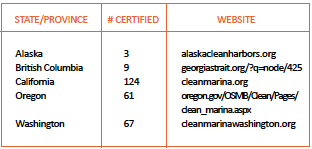 STATE/PROVINCE # CERTIFIED WEBSITE
Alaska 3 alaskacleanharbors.org
British Columbia 9 georgiastrait.org/?q=node/425
California 124 cleanmarina.org
Oregon 61 oregon.gov/OSMB/Clean/Pages/
clean_marina.aspx
Washington 67 cleanmarinawashington.org